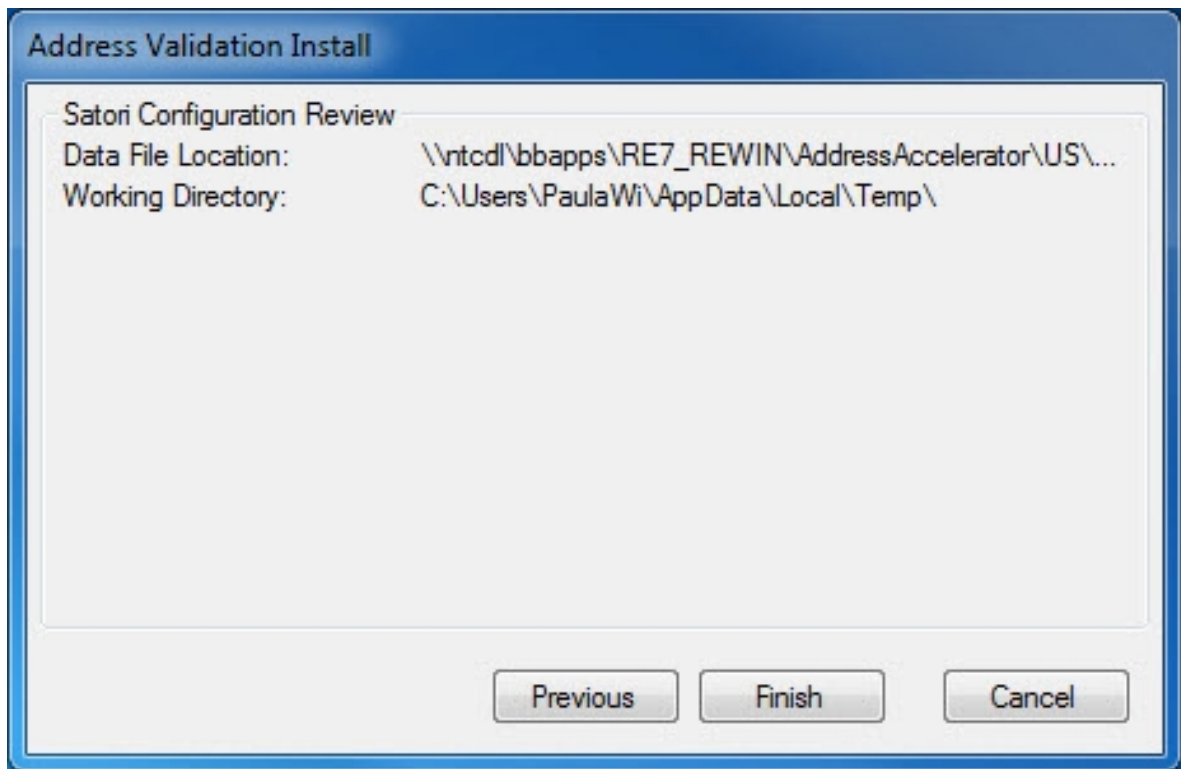 Address Validation Install
Satori Configuration Review
Data File Location: \\ntcdl\bbapps\RE7_REWIN\AddressAccelerator\US\...
Working Directory: C:\Users\PaulaWi\AppData\Local\Temp\
Previous Finish Cancel